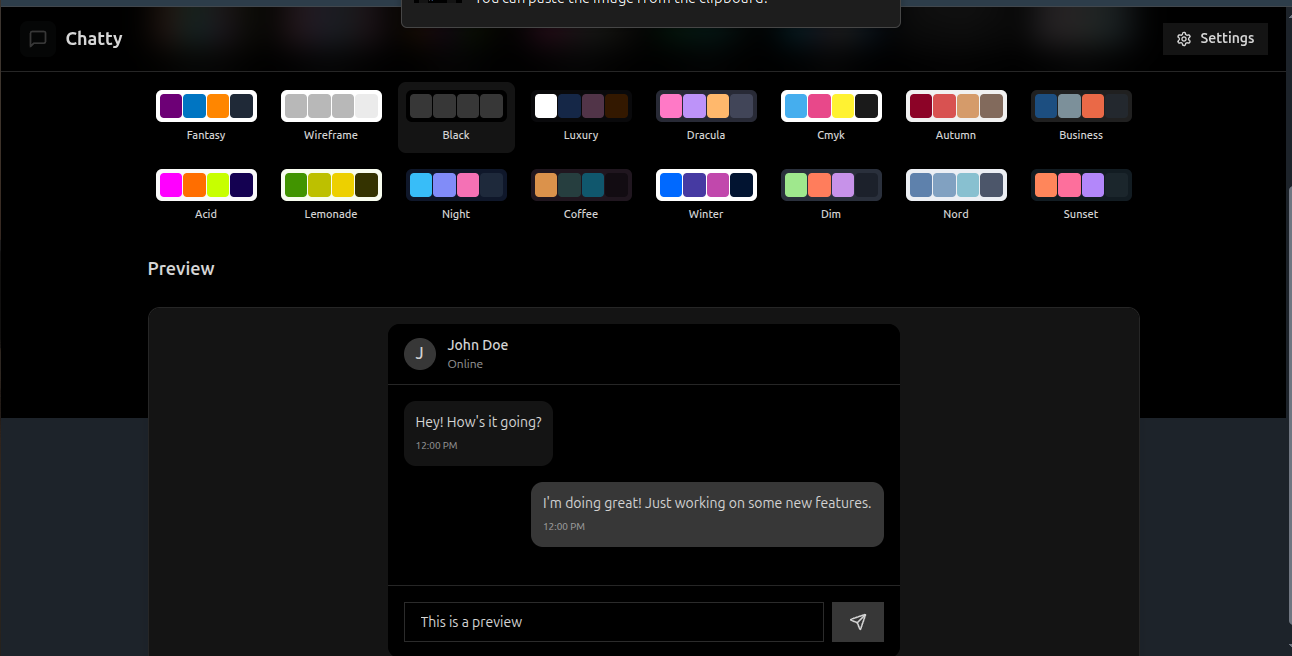 You can paste the image from the clipboard.
Chatty
Settings
Fantasy Wireframe Black Luxury Dracula Cmyk Autumn Business
Acid Lemonade Night Coffee Winter Dim Nord Sunset
Preview
J
John Doe
Online
Hey! How's it going?
12:00 PM
I'm doing great! Just working on some new features.
12:00 PM
This is a preview